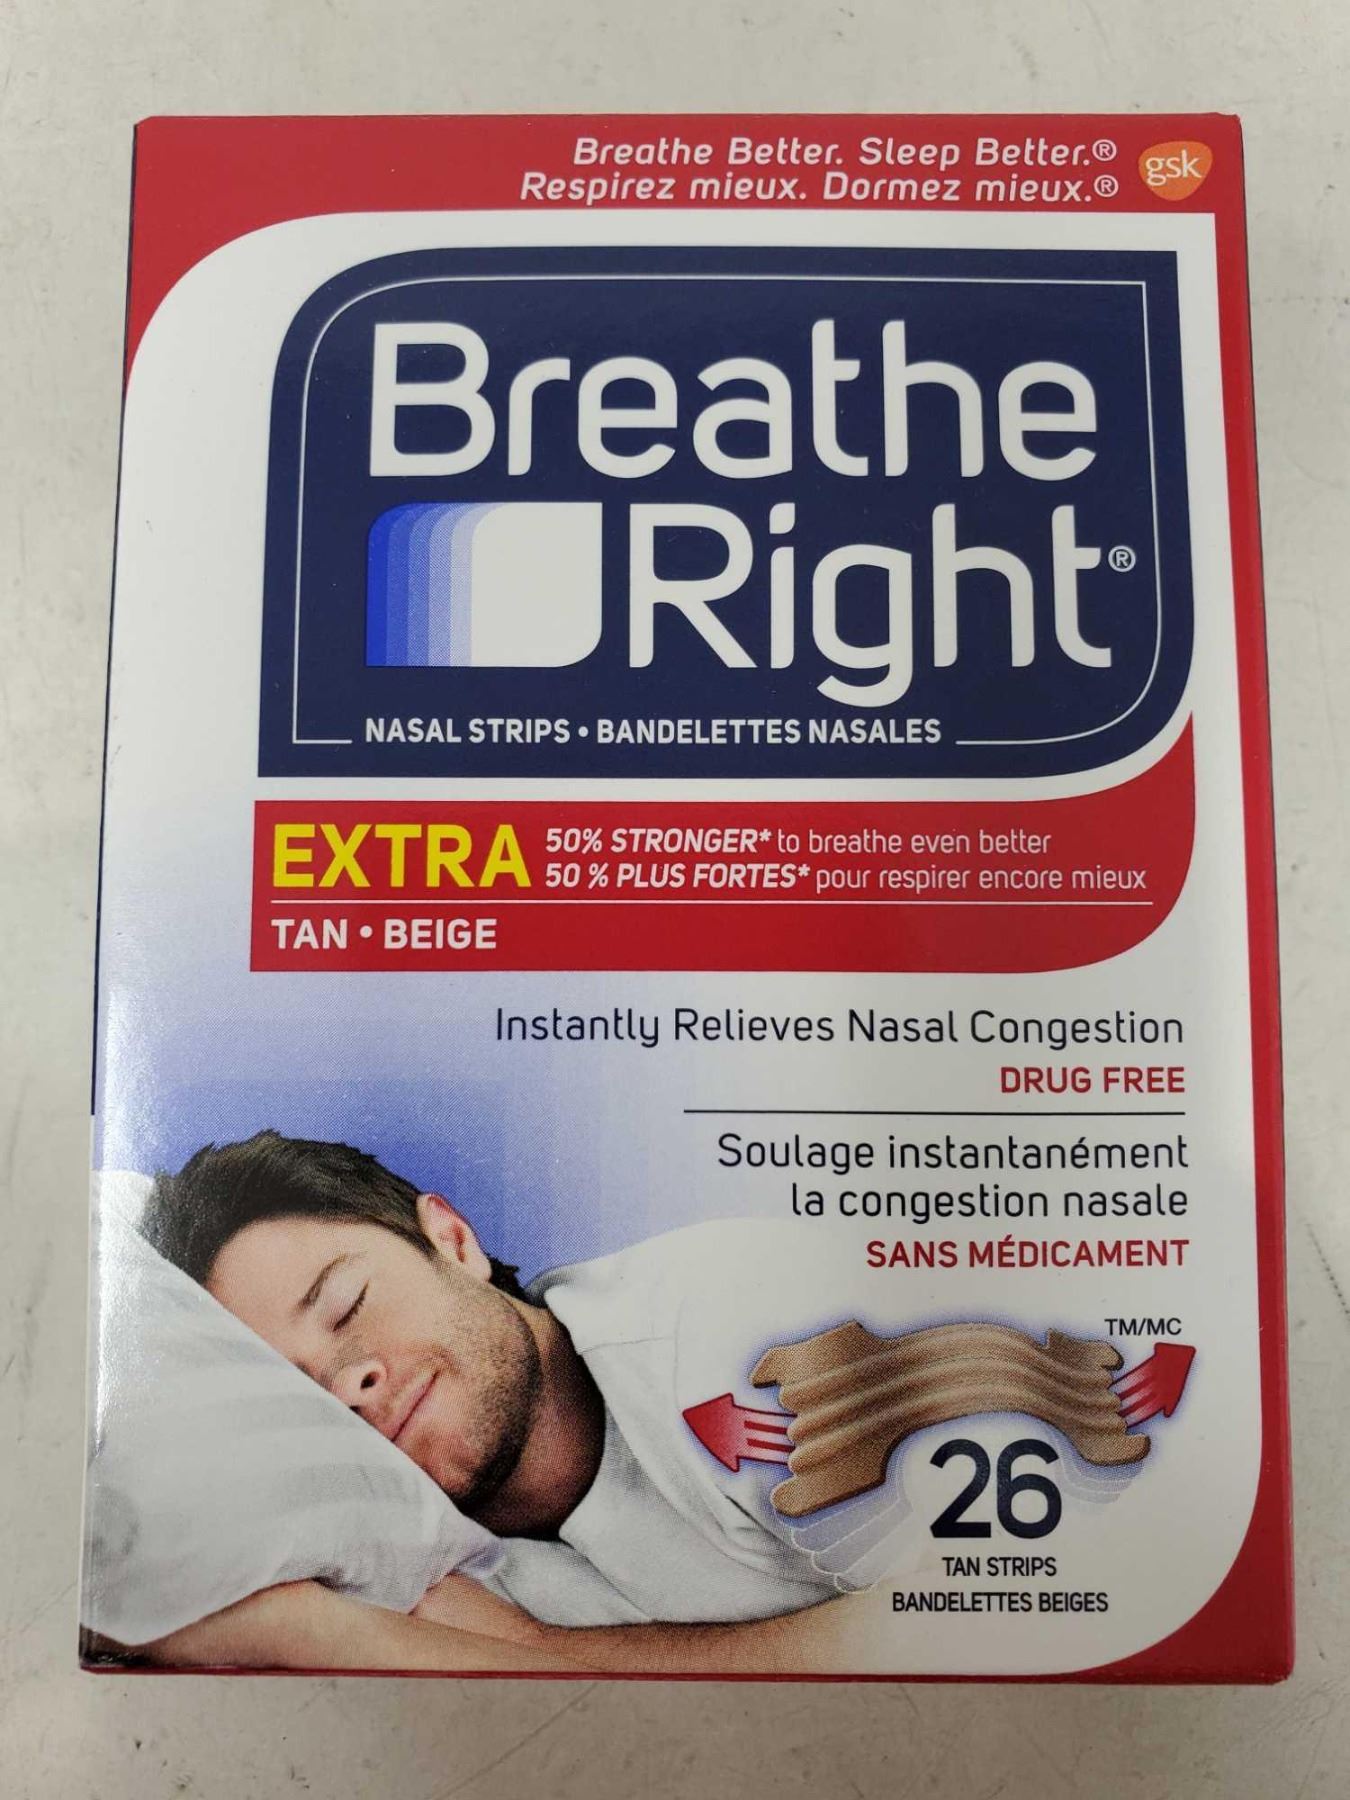 Breathe Better. Sleep Better.®
Respirez mieux. Dormez mieux.®
gsk
Breathe
Right®
NASAL STRIPS • BANDELETTES NASALES
EXTRA
50% STRONGER* to breathe even better
50 % PLUS FORTES* pour respirer encore mieux
TAN • BEIGE
Instantly Relieves Nasal Congestion
DRUG FREE
Soulage instantanément
la congestion nasale
SANS MÉDICAMENT
TM/MC
26
TAN STRIPS
BANDELETTES BEIGES